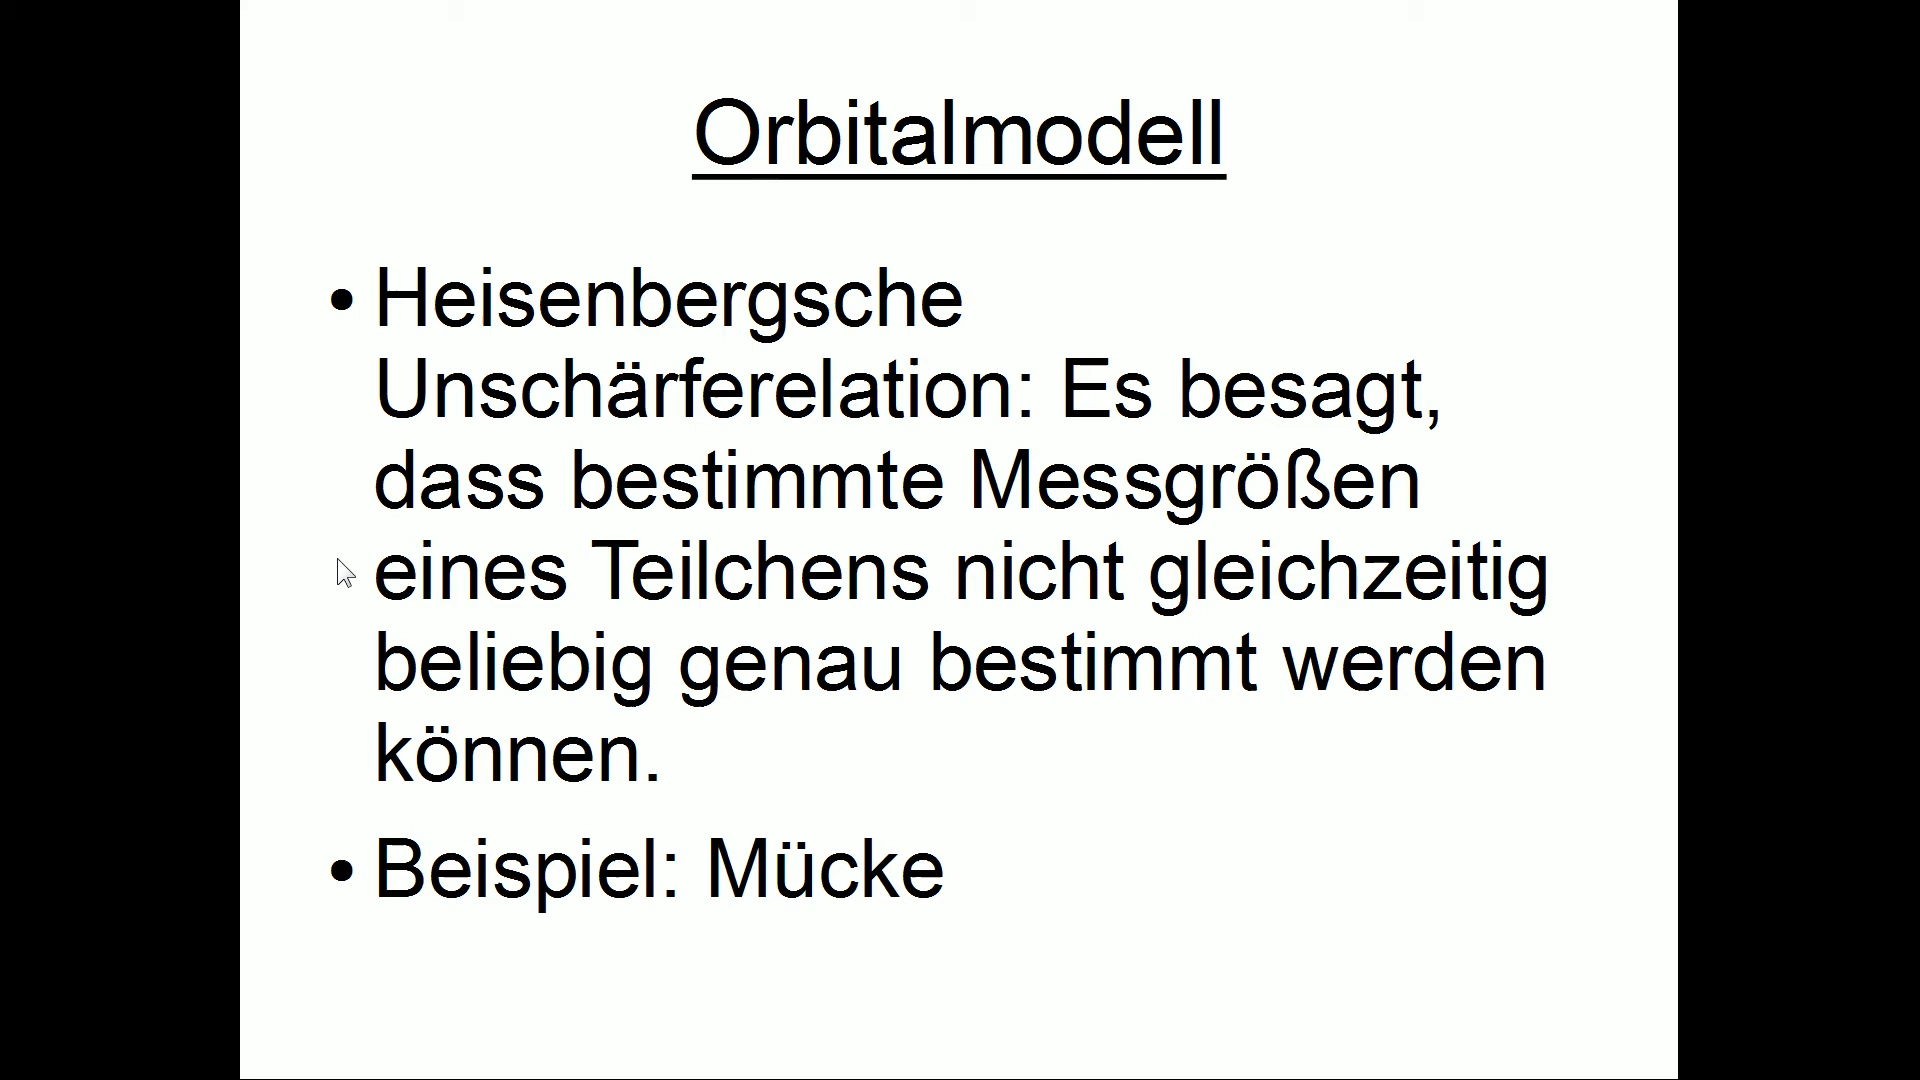 Orbitalmodell
• Heisenbergsche
Unschärferelation: Es besagt,
dass bestimmte Messgrößen
eines Teilchens nicht gleichzeitig
beliebig genau bestimmt werden
können.
• Beispiel: Mücke